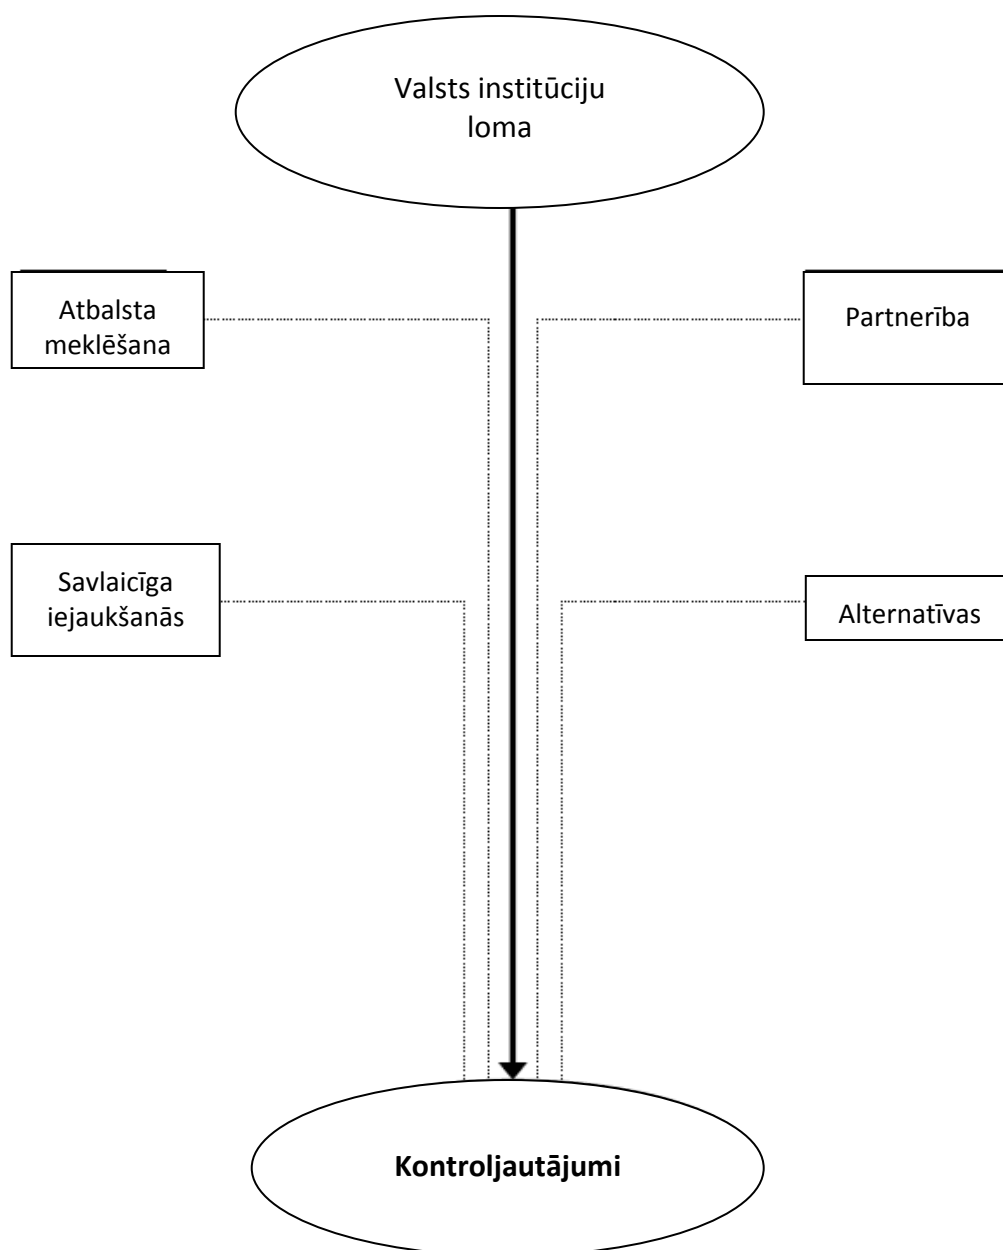 Valsts institūciju
loma
Atbalsta
meklēšana
Partnerība
Savlaicīga
iejaukšanās
Alternatīvas
Kontroljautājumi